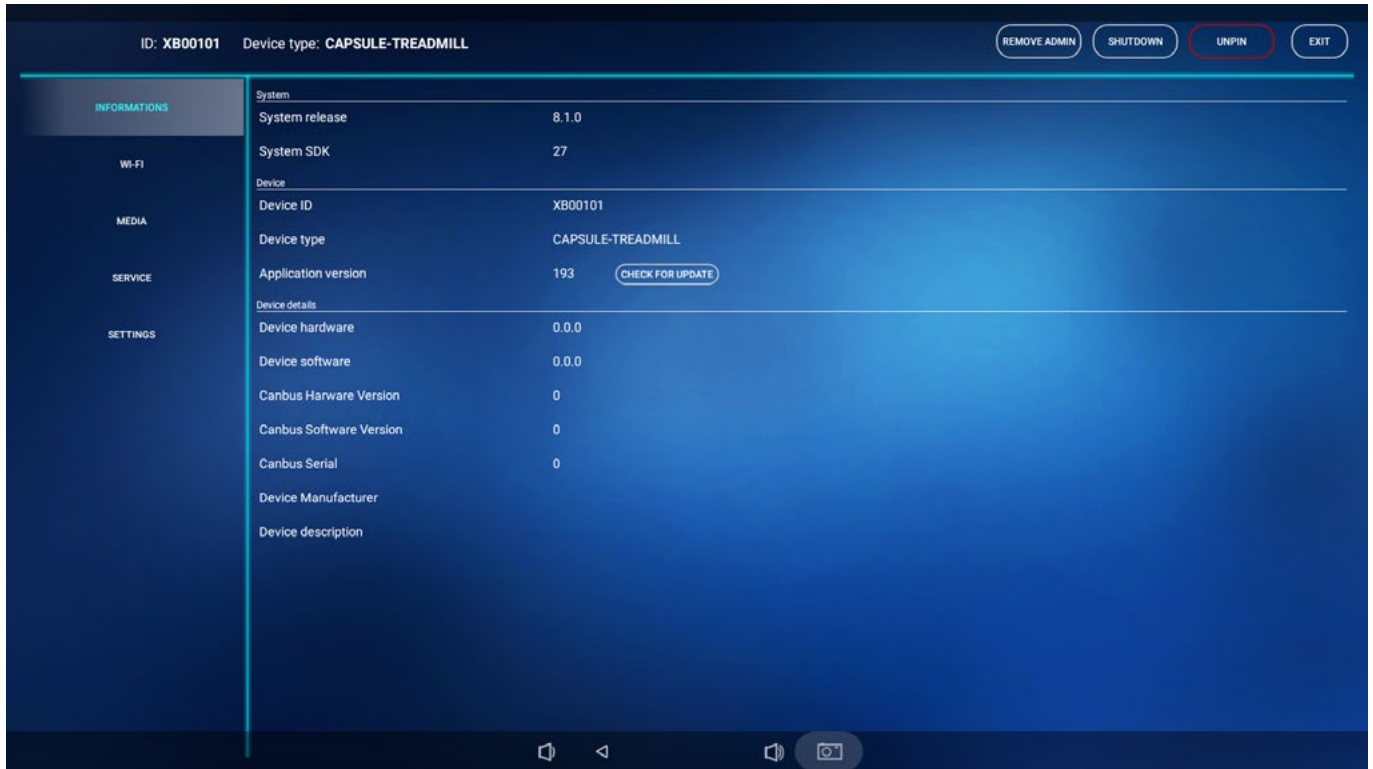 ID: XB00101 Device type: CAPSULE-TREADMILL
REMOVE ADMIN
SHUTDOWN
UNPIN
EXIT
INFORMATIONS
WI-FI
MEDIA
SERVICE
SETTINGS
System
System release 8.1.0
System SDK 27
Device
Device ID XB00101
Device type CAPSULE-TREADMILL
Application version 193 CHECK FOR UPDATE
Device details
Device hardware 0.0.0
Device software 0.0.0
Canbus Harware Version 0
Canbus Software Version 0
Canbus Serial 0
Device Manufacturer
Device description